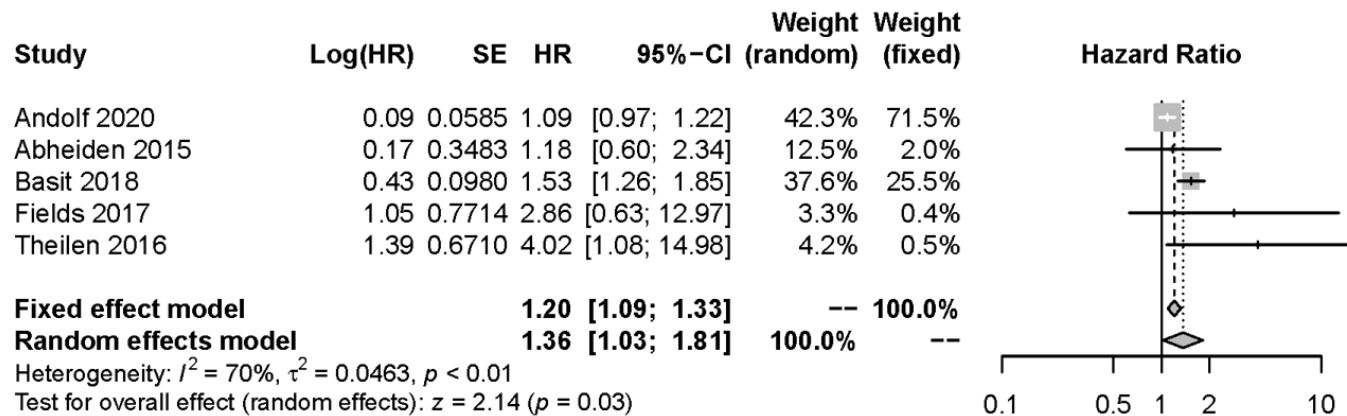 Weight Weight
Study Log(HR) SE HR 95%−CI (random) (fixed) Hazard Ratio
Andolf 2020 0.09 0.0585 1.09 [0.97; 1.22] 42.3% 71.5%
Abheiden 2015 0.17 0.3483 1.18 [0.60; 2.34] 12.5% 2.0%
Basit 2018 0.43 0.0980 1.53 [1.26; 1.85] 37.6% 25.5%
Fields 2017 1.05 0.7714 2.86 [0.63; 12.97] 3.3% 0.4%
Theilen 2016 1.39 0.6710 4.02 [1.08; 14.98] 4.2% 0.5%
Fixed effect model 1.20 [1.09; 1.33] −− 100.0%
Random effects model 1.36 [1.03; 1.81] 100.0% −−
Heterogeneity: I² = 70%, τ² = 0.0463, p < 0.01
Test for overall effect (random effects): z = 2.14 (p = 0.03)
0.1 0.5 1 2 10